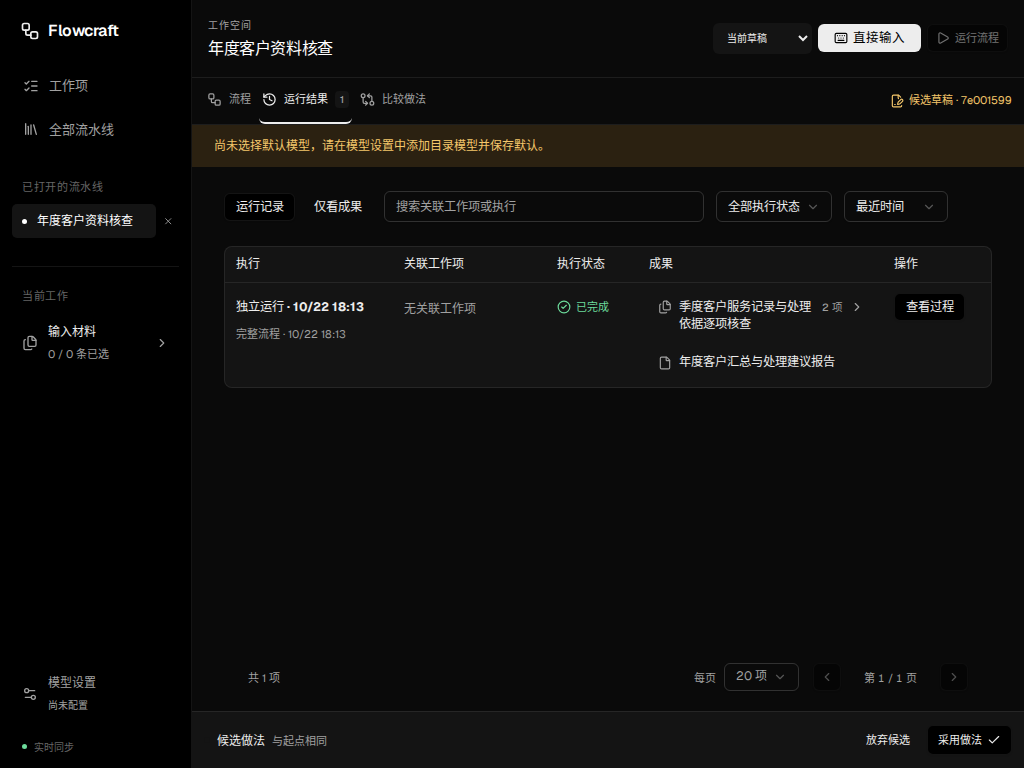 Flowcraft
工作项
全部流水线
已打开的流水线
年度客户资料核查
当前工作
输入材料
0 / 0 条已选
模型设置
尚未配置
实时同步
工作空间
年度客户资料核查
当前草稿
直接输入
运行流程
流程
运行结果 1
比较做法
候选草稿 · 7e001599
尚未选择默认模型，请在模型设置中添加目录模型并保存默认。
运行记录
仅看成果
搜索关联工作项或执行
全部执行状态
最近时间
执行 关联工作项 执行状态 成果 操作
独立运行 · 10/22 18:13
完整流程 · 10/22 18:13
无关联工作项
已完成
季度客户服务记录与处理
依据逐项核查
2 项
年度客户汇总与处理建议报告
查看过程
共 1 项
每页
20 项
第 1 / 1 页
候选做法 与起点相同
放弃候选
采用做法